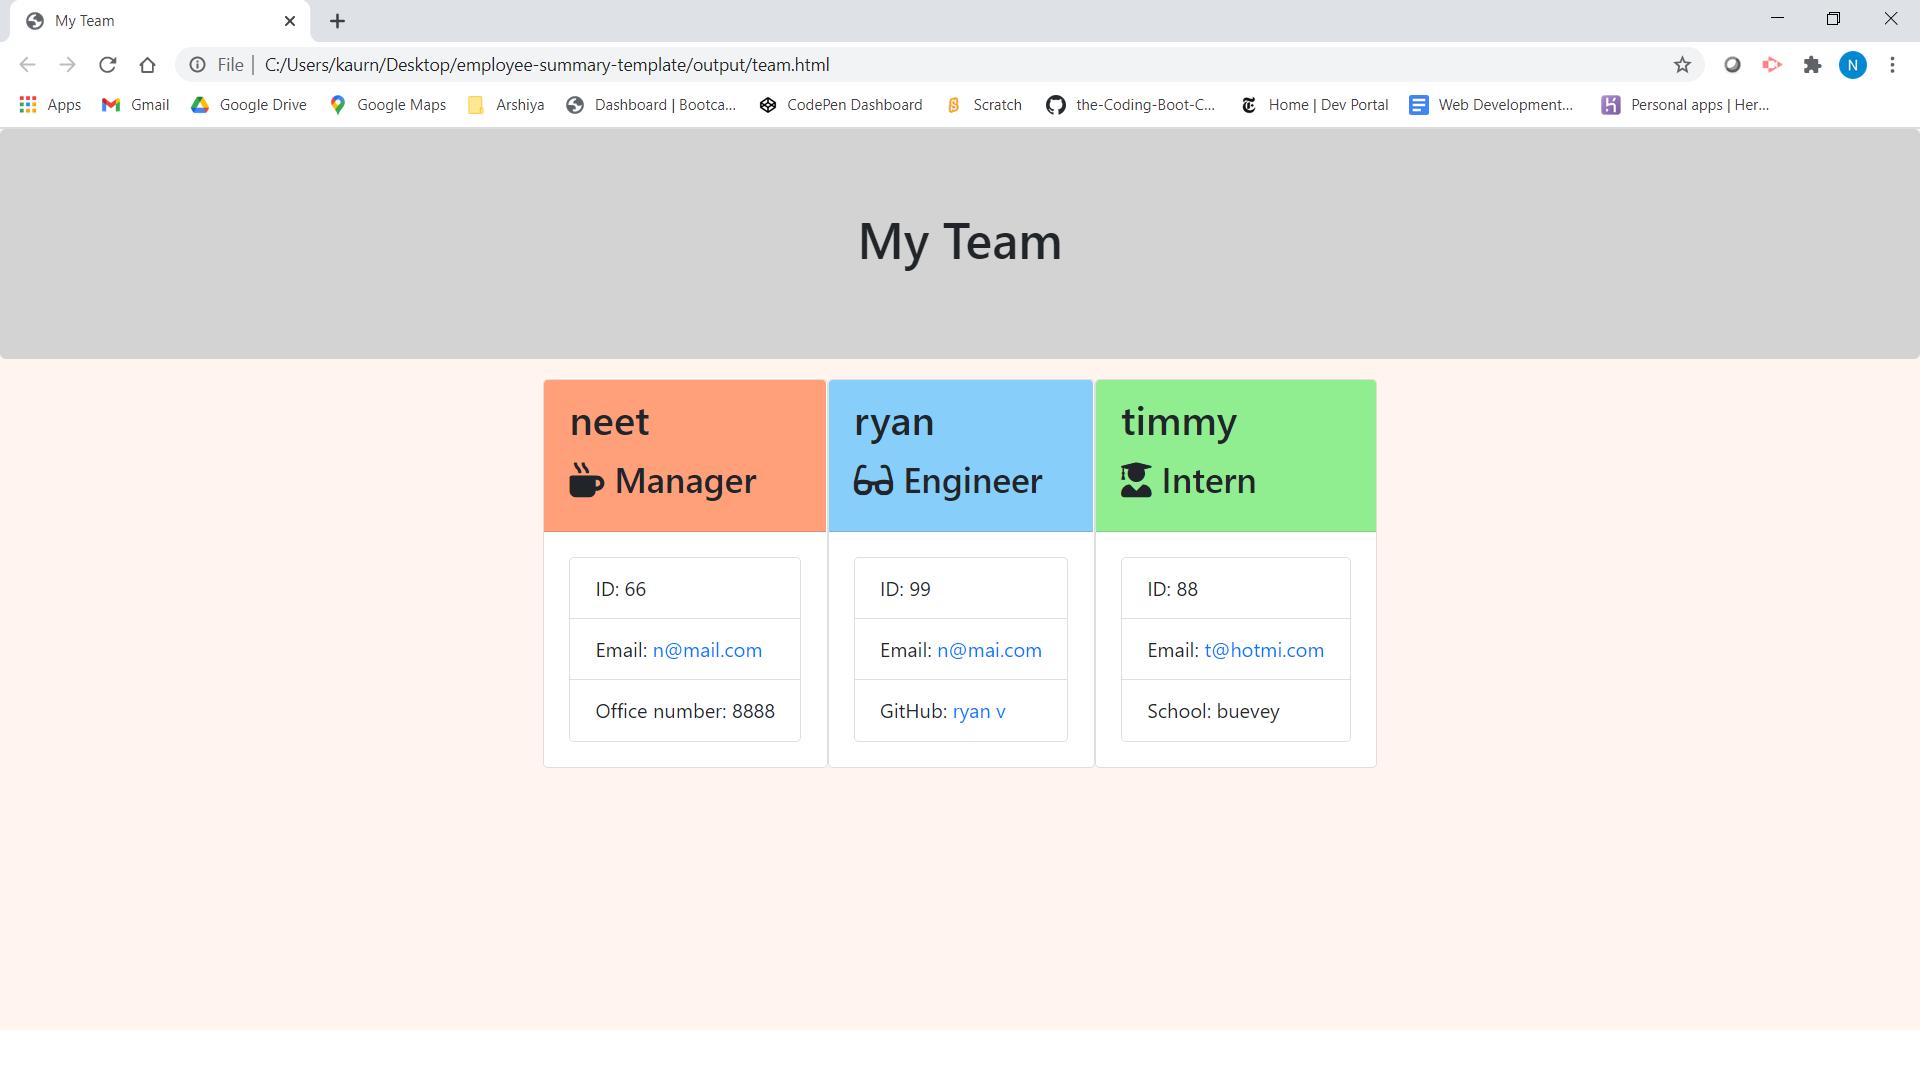 My Team
File | C:/Users/kaurn/Desktop/employee-summary-template/output/team.html
N
Apps Gmail Google Drive Google Maps Arshiya Dashboard | Bootca... CodePen Dashboard Scratch the-Coding-Boot-C... Home | Dev Portal Web Development... Personal apps | Her...
My Team
neet
Manager
ID: 66
Email: n@mail.com
Office number: 8888
ryan
Engineer
ID: 99
Email: n@mai.com
GitHub: ryan v
timmy
Intern
ID: 88
Email: t@hotmi.com
School: buevey